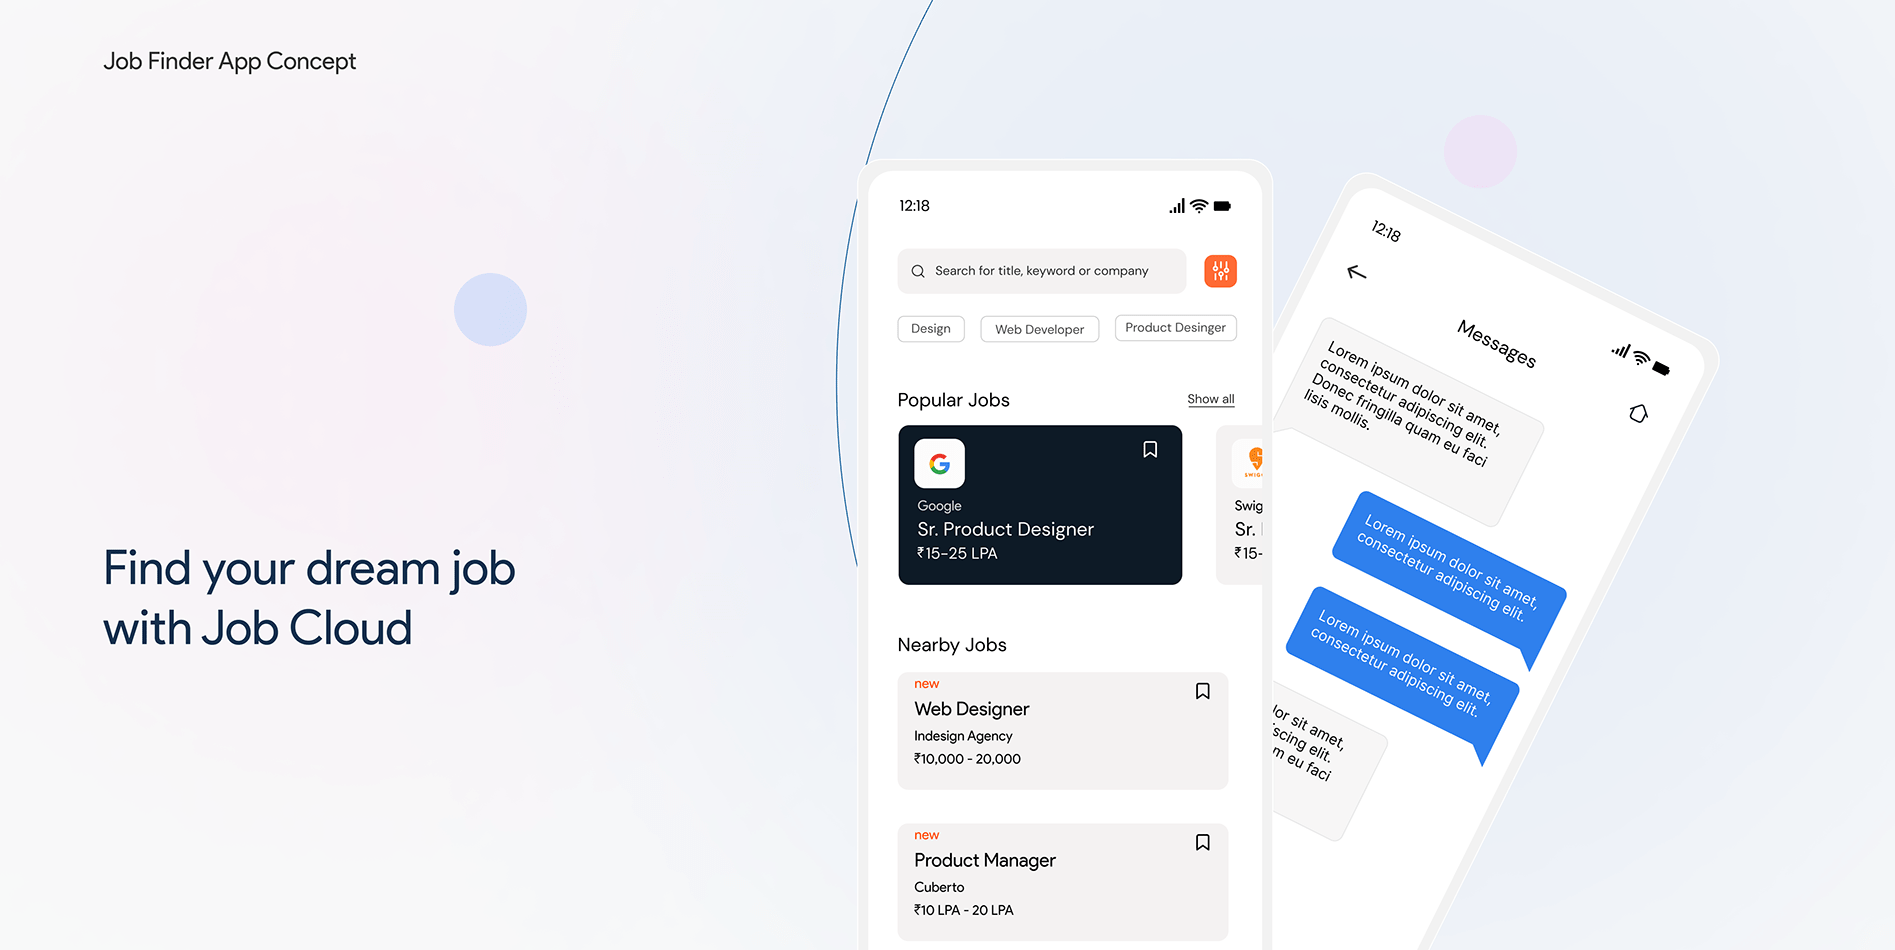 Job Finder App Concept
Find your dream job
with Job Cloud
12:18
Search for title, keyword or company
Design
Web Developer
Product Desinger
Popular Jobs
Show all
Google
Sr. Product Designer
₹15-25 LPA
SWIG
Swig
Sr.
₹15-
Nearby Jobs
new
Web Designer
Indesign Agency
₹10,000 - 20,000
new
Product Manager
Cuberto
₹10 LPA - 20 LPA
12:18
Messages
Lorem ipsum dolor sit amet,
consectetur adipiscing elit.
Donec fringilla quam eu faci
lisis mollis.
Lorem ipsum dolor sit amet,
consectetur adipiscing elit.
Lorem ipsum dolor sit amet,
consectetur adipiscing elit.
lor sit amet,
iscing elit.
m eu faci